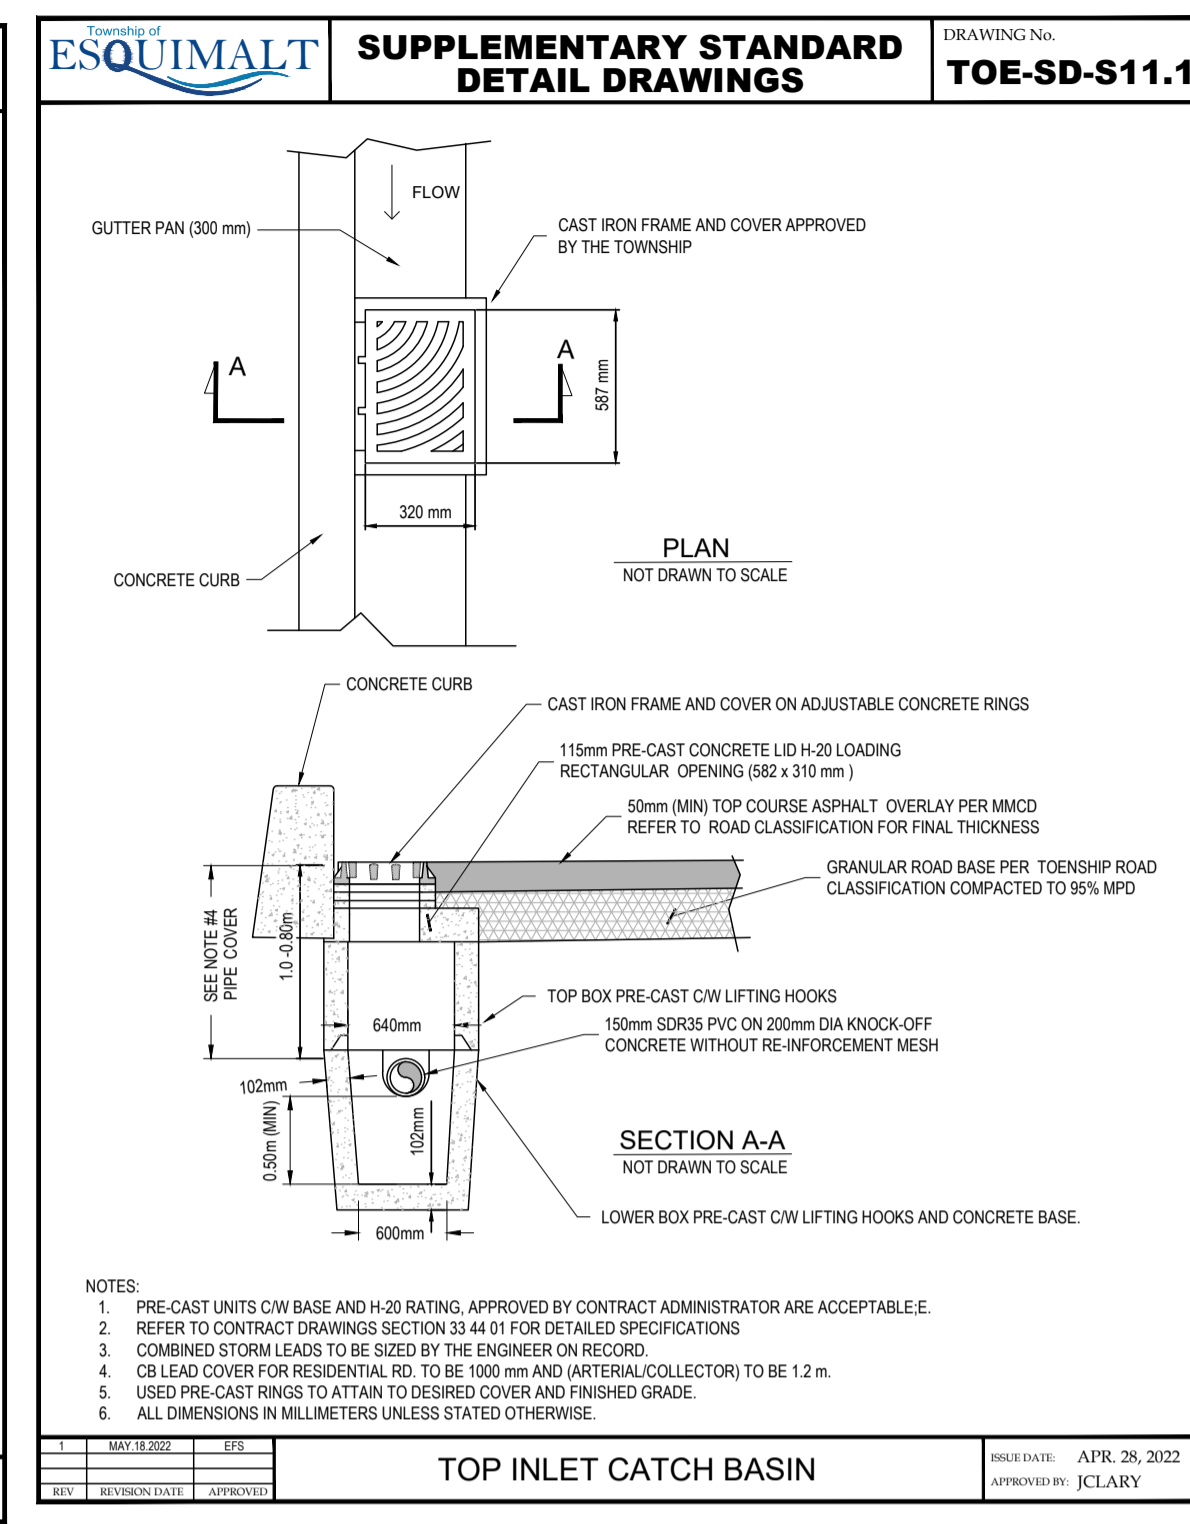 Township of
ESQUIMALT
SUPPLEMENTARY STANDARD
DETAIL DRAWINGS
DRAWING No.
TOE-SD-S11.1
FLOW
GUTTER PAN (300 mm)
CAST IRON FRAME AND COVER APPROVED
BY THE TOWNSHIP
A
A
587 mm
320 mm
PLAN
NOT DRAWN TO SCALE
CONCRETE CURB
CONCRETE CURB
CAST IRON FRAME AND COVER ON ADJUSTABLE CONCRETE RINGS
115mm PRE-CAST CONCRETE LID H-20 LOADING
RECTANGULAR OPENING (582 x 310 mm )
50mm (MIN) TOP COURSE ASPHALT OVERLAY PER MMCD
REFER TO ROAD CLASSIFICATION FOR FINAL THICKNESS
GRANULAR ROAD BASE PER TOENSHIP ROAD
CLASSIFICATION COMPACTED TO 95% MPD
SEE NOTE #4
PIPE COVER
1.0 -0.80m
TOP BOX PRE-CAST C/W LIFTING HOOKS
640mm
150mm SDR35 PVC ON 200mm DIA KNOCK-OFF
CONCRETE WITHOUT RE-INFORCEMENT MESH
102mm
0.50m (MIN)
102mm
SECTION A-A
NOT DRAWN TO SCALE
LOWER BOX PRE-CAST C/W LIFTING HOOKS AND CONCRETE BASE.
600mm
NOTES:
1. PRE-CAST UNITS C/W BASE AND H-20 RATING, APPROVED BY CONTRACT ADMINISTRATOR ARE ACCEPTABLE;E.
2. REFER TO CONTRACT DRAWINGS SECTION 33 44 01 FOR DETAILED SPECIFICATIONS
3. COMBINED STORM LEADS TO BE SIZED BY THE ENGINEER ON RECORD.
4. CB LEAD COVER FOR RESIDENTIAL RD. TO BE 1000 mm AND (ARTERIAL/COLLECTOR) TO BE 1.2 m.
5. USED PRE-CAST RINGS TO ATTAIN TO DESIRED COVER AND FINISHED GRADE.
6. ALL DIMENSIONS IN MILLIMETERS UNLESS STATED OTHERWISE.
1 MAY.18.2022 EFS
REV REVISION DATE APPROVED
TOP INLET CATCH BASIN
ISSUE DATE: APR. 28, 2022
APPROVED BY: JCLARY